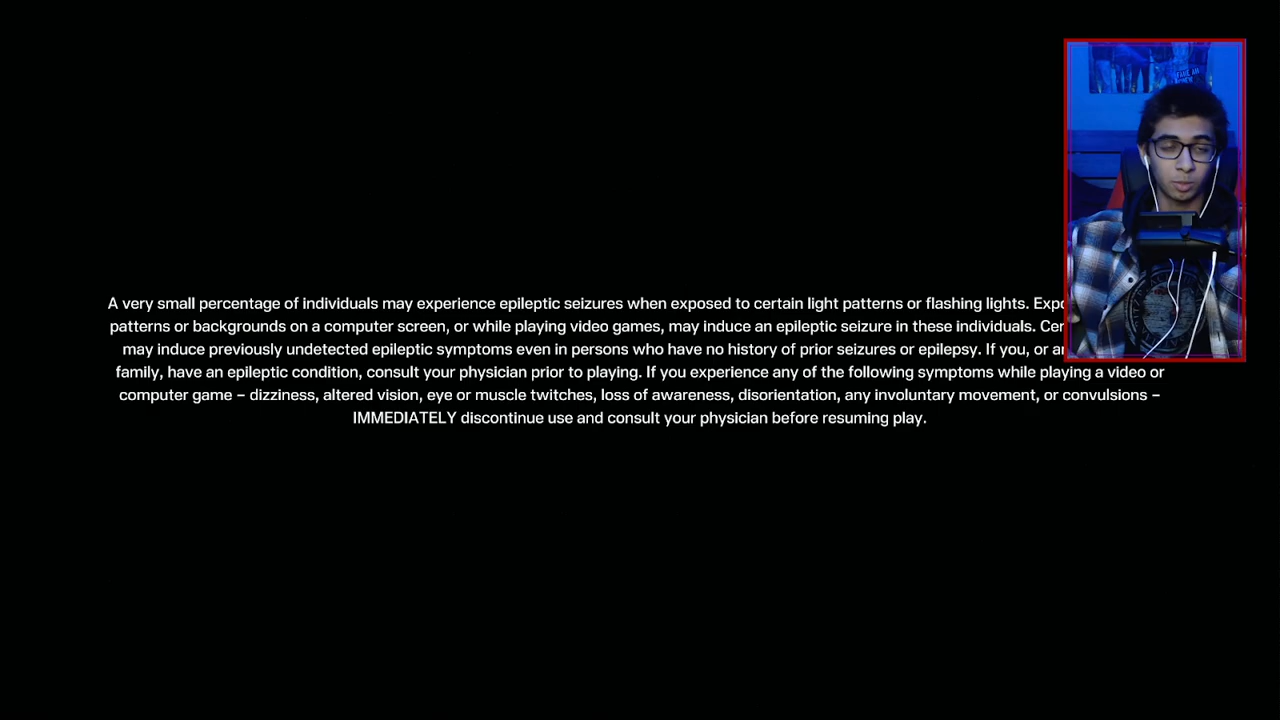 A very small percentage of individuals may experience epileptic seizures when exposed to certain light patterns or flashing lights.
patterns or backgrounds on a computer screen, or while playing video games, may induce an epileptic seizure in these individuals.
may induce previously undetected epileptic symptoms even in persons who have no history of prior seizures or epilepsy. If you, or
family, have an epileptic condition, consult your physician prior to playing. If you experience any of the following symptoms while playing a video or
computer game – dizziness, altered vision, eye or muscle twitches, loss of awareness, disorientation, any involuntary movement, or convulsions –
IMMEDIATELY discontinue use and consult your physician before resuming play.